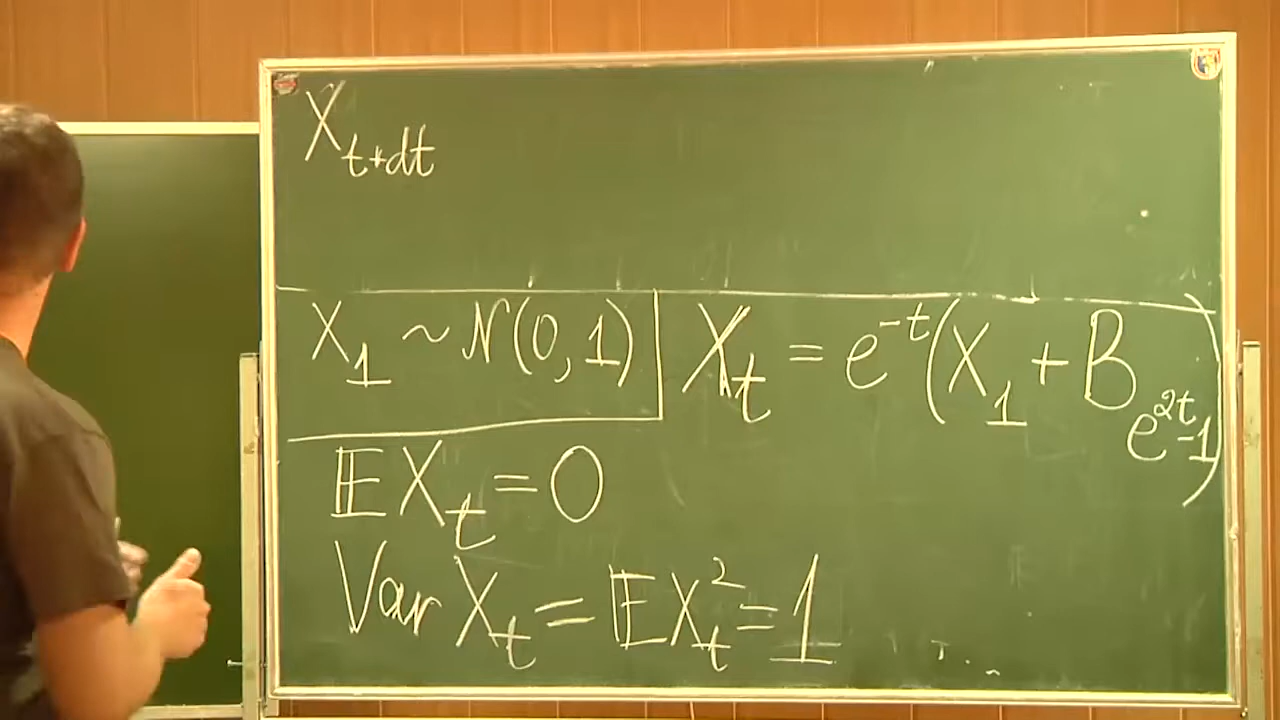 X_{t+dt}
X_1 ~ N(0,1)
X_t = e^{-t}(X_1 + B_{e^{2t}-1})
𝔼X_t = 0
Var X_t = 𝔼X_t^2 = 1